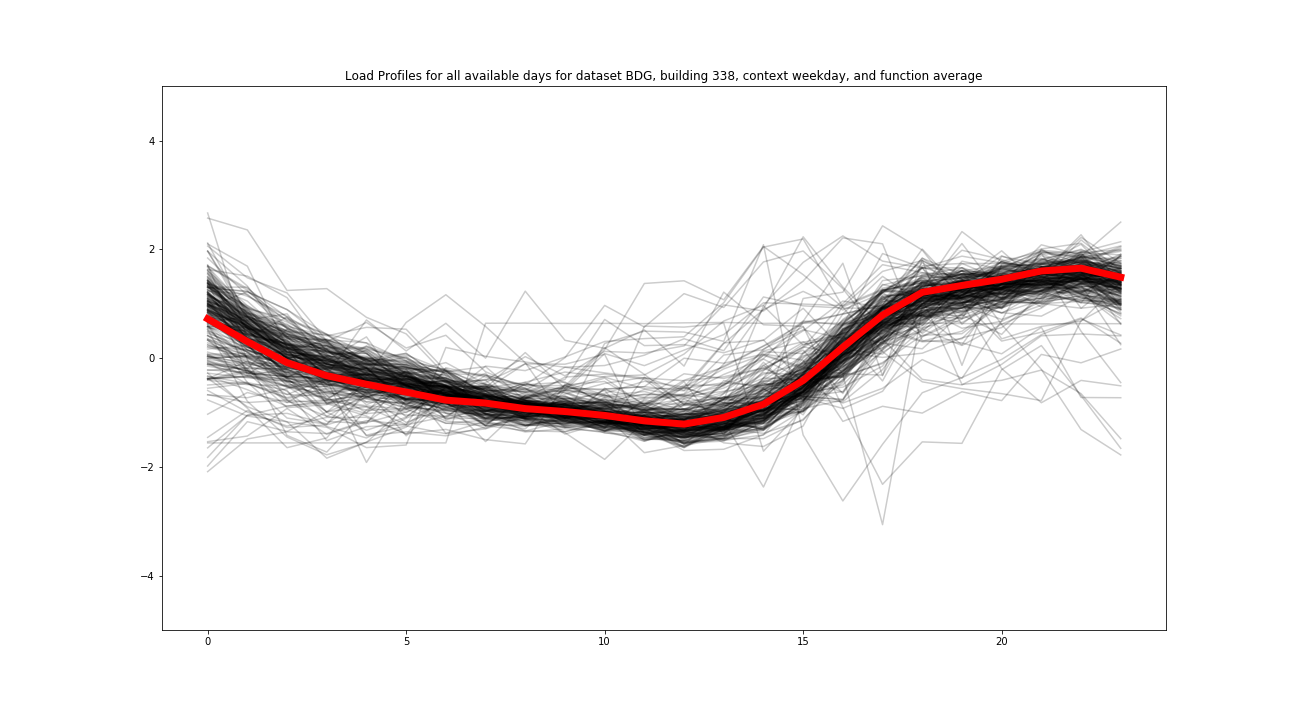 Load Profiles for all available days for dataset BDG, building 338, context weekday, and function average
4
2
0
−2
−4
0 5 10 15 20